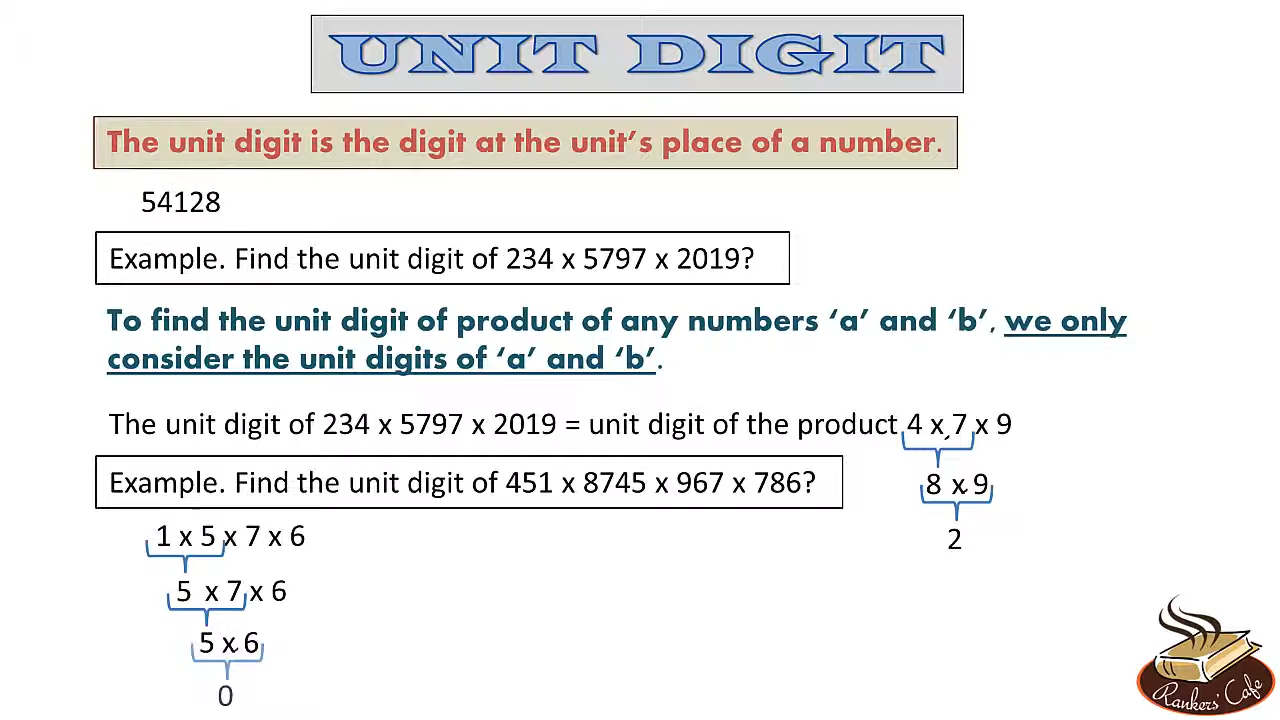 UNIT DIGIT
The unit digit is the digit at the unit's place of a number.
54128
Example. Find the unit digit of 234 x 5797 x 2019?
To find the unit digit of product of any numbers ‘a’ and ‘b’, we only
consider the unit digits of ‘a’ and ‘b’.
The unit digit of 234 x 5797 x 2019 = unit digit of the product 4 x 7 x 9
8 x 9
2
Example. Find the unit digit of 451 x 8745 x 967 x 786?
1 x 5 x 7 x 6
5 x 7 x 6
5 x 6
0
Rankers' Cafe